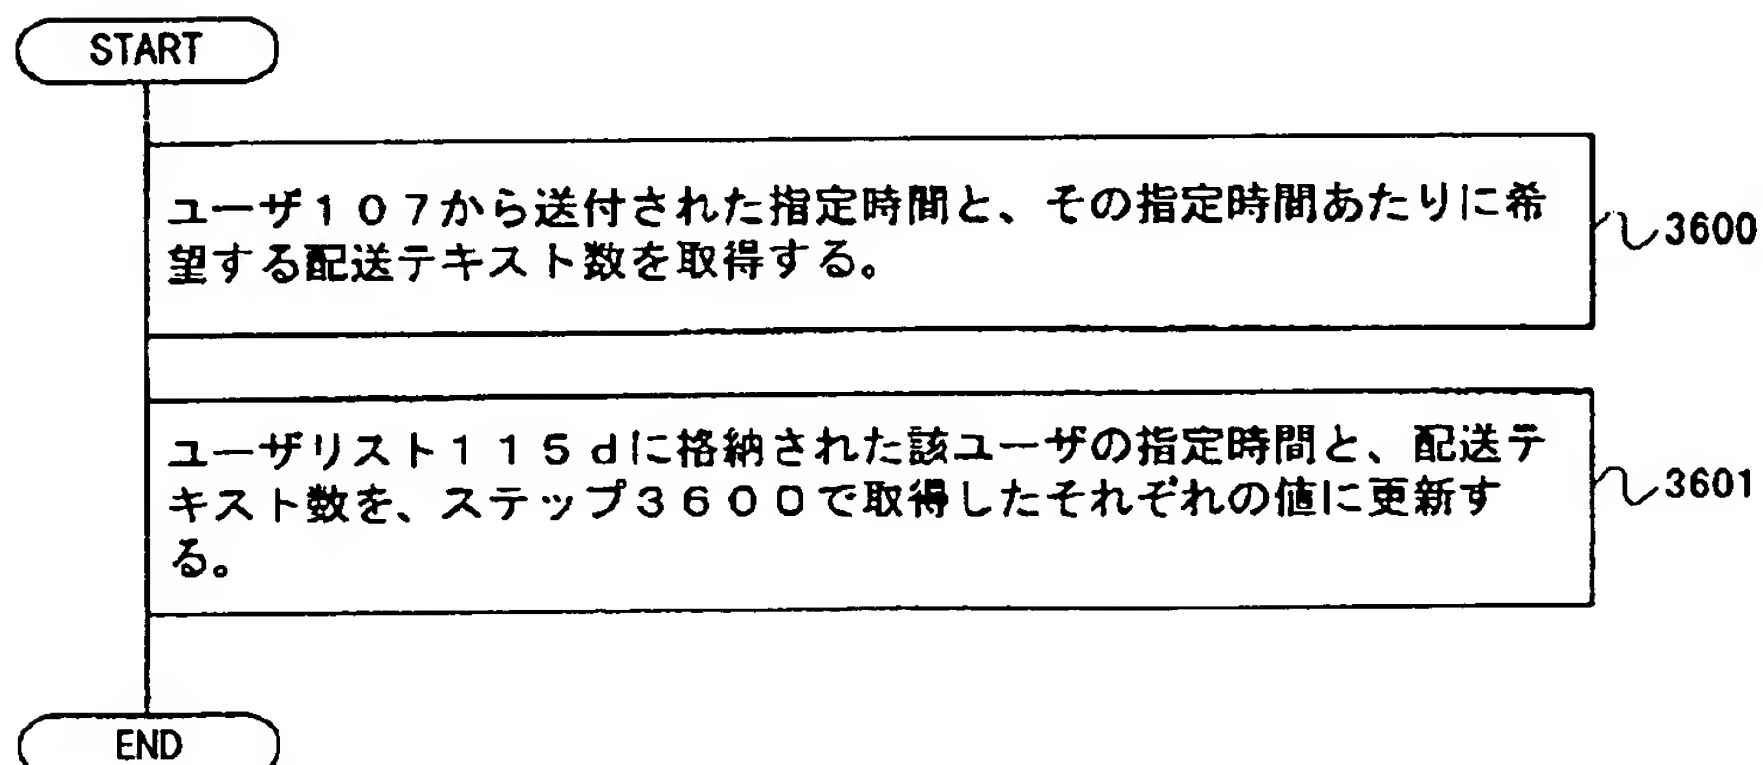 START
ユーザ１０７から送付された指定時間と、その指定時間あたりに希
望する配送テキスト数を取得する。
3600
ユーザリスト１１５ｄに格納された該ユーザの指定時間と、配送テ
キスト数を、ステップ３６００で取得したそれぞれの値に更新す
る。
3601
END